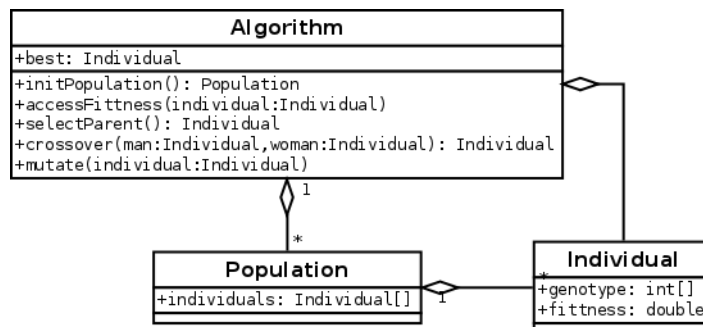 Algorithm
+best: Individual
+initPopulation(): Population
+accessFittness(individual:Individual)
+selectParent(): Individual
+crossover(man:Individual,woman:Individual): Individual
+mutate(individual:Individual)
1
*
Population
+individuals: Individual[]
1
*
Individual
+genotype: int[]
+fittness: double